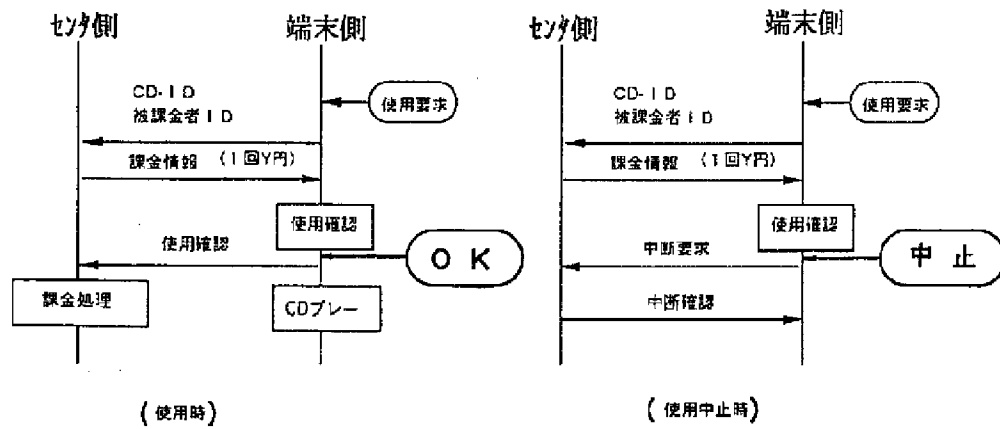 センタ側
端末側
使用要求
CD-ID
被課金者ID
課金情報 (1回Y円)
使用確認
使用確認
OK
課金処理
CDプレー
(使用時)
センタ側
端末側
使用要求
CD-ID
被課金者ID
課金情報 (1回Y円)
使用確認
中断要求
中止
中断確認
(使用中止時)